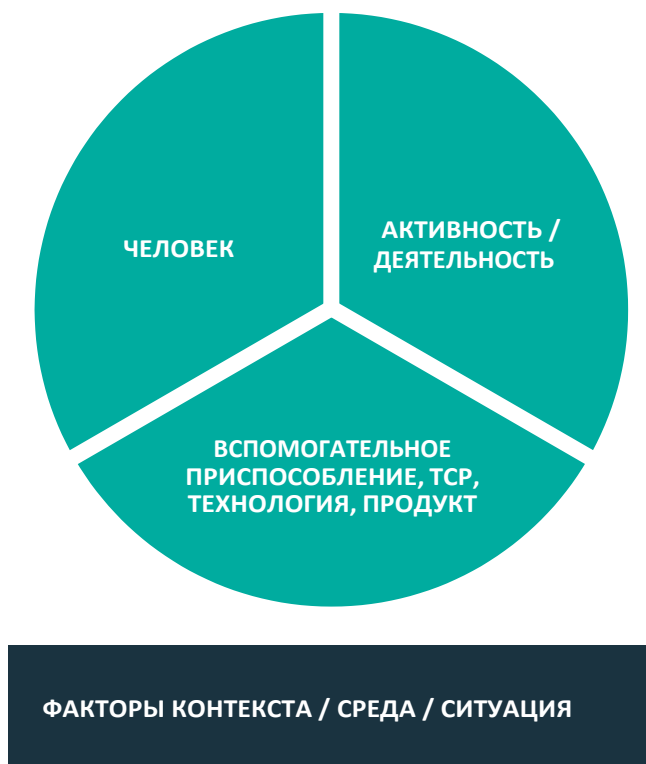 ЧЕЛОВЕК
АКТИВНОСТЬ /
ДЕЯТЕЛЬНОСТЬ
ВСПОМОГАТЕЛЬНОЕ
ПРИСПОСОБЛЕНИЕ, ТСР,
ТЕХНОЛОГИЯ, ПРОДУКТ
ФАКТОРЫ КОНТЕКСТА / СРЕДА / СИТУАЦИЯ